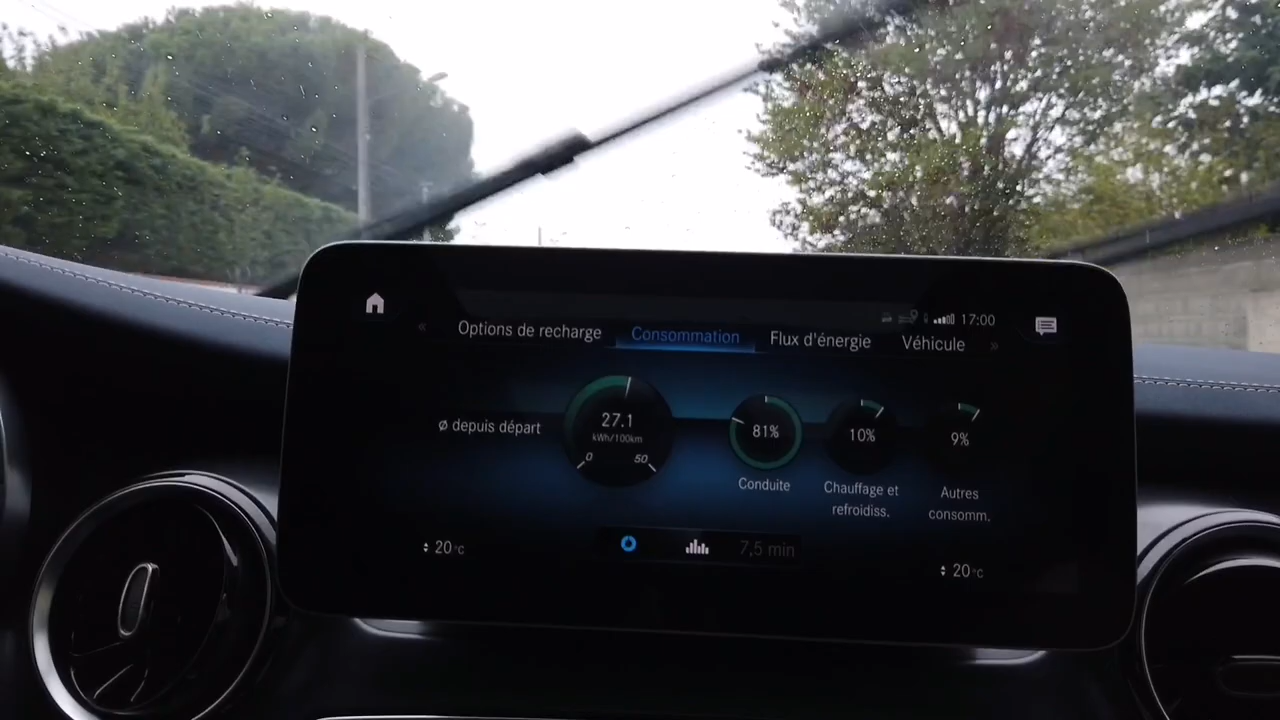 17:00
« Options de recharge Consommation Flux d'énergie Véhicule »
Ø depuis départ
27.1
kWh/100km
0 50
81%
10%
9%
Conduite
Chauffage et
refroidiss.
Autres
consomm.
20°C
7,5 min
20°C